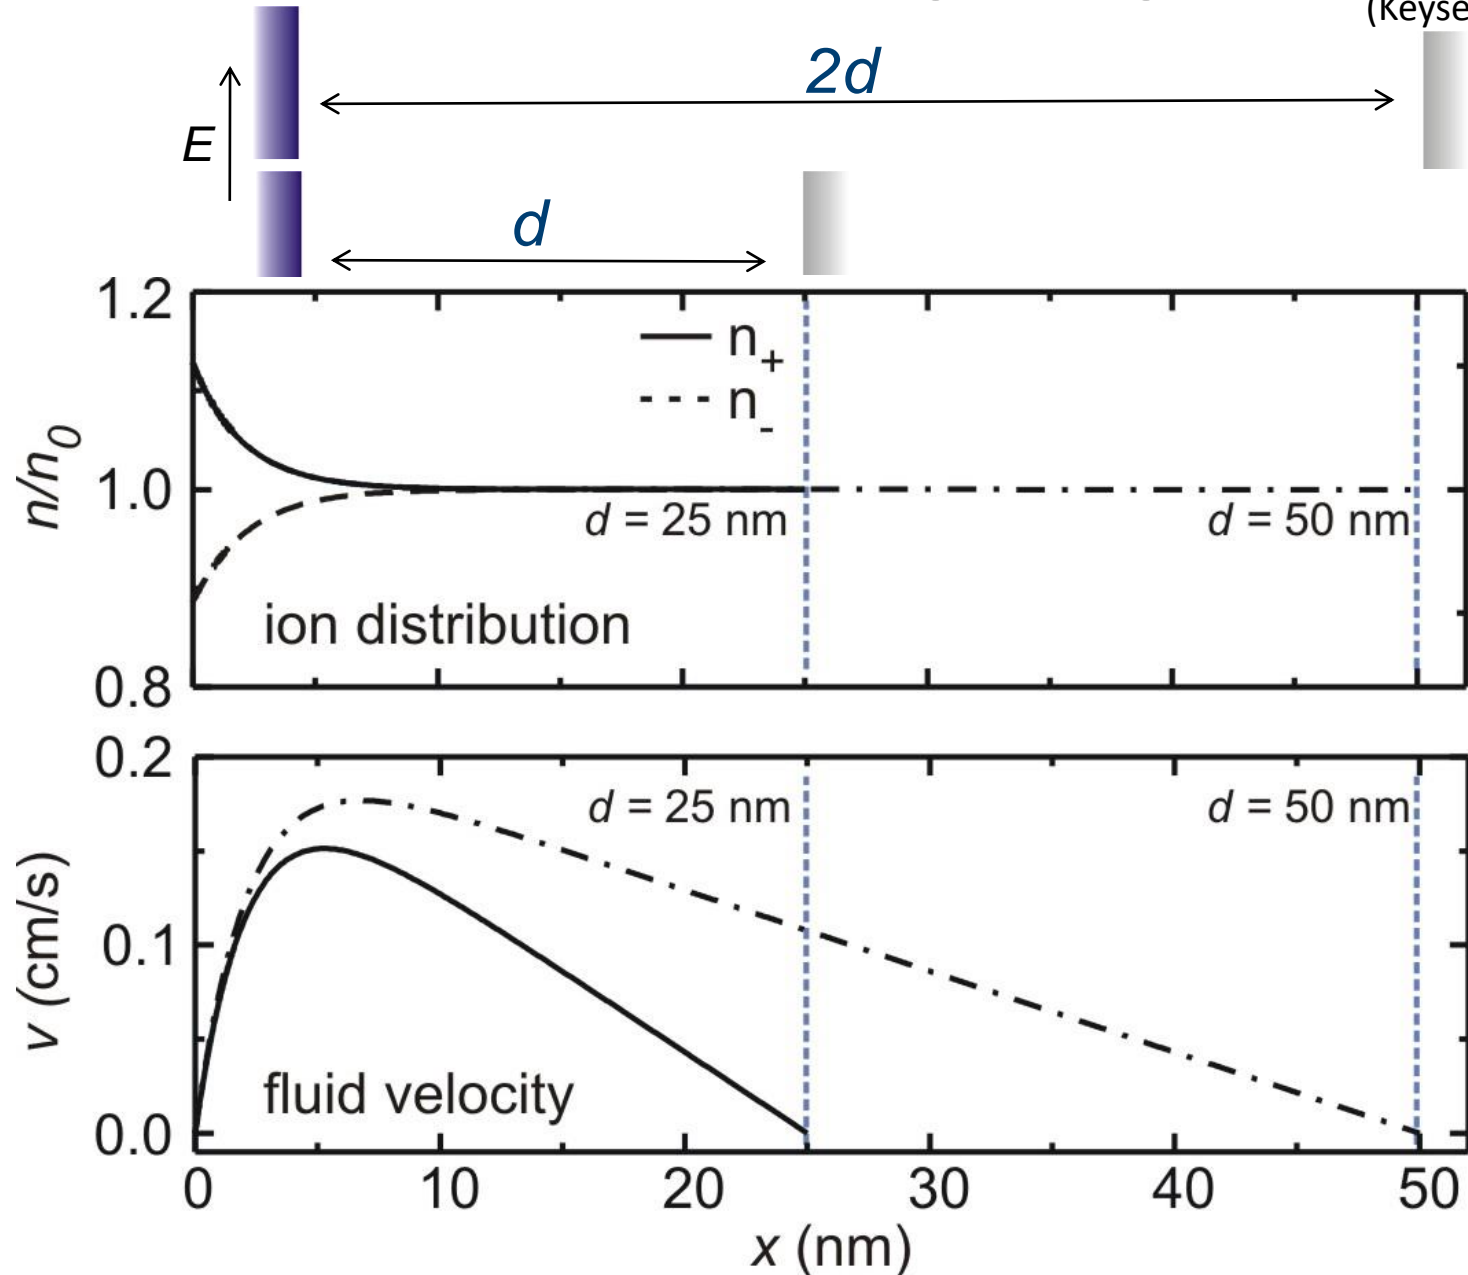 (Keyse
2d
E
d
1.2
n+
n-
n/n0
1.0
d = 25 nm
d = 50 nm
ion distribution
0.8
0.2
d = 25 nm
d = 50 nm
0.1
v (cm/s)
fluid velocity
0.0
0 10 20 30 40 50
x (nm)